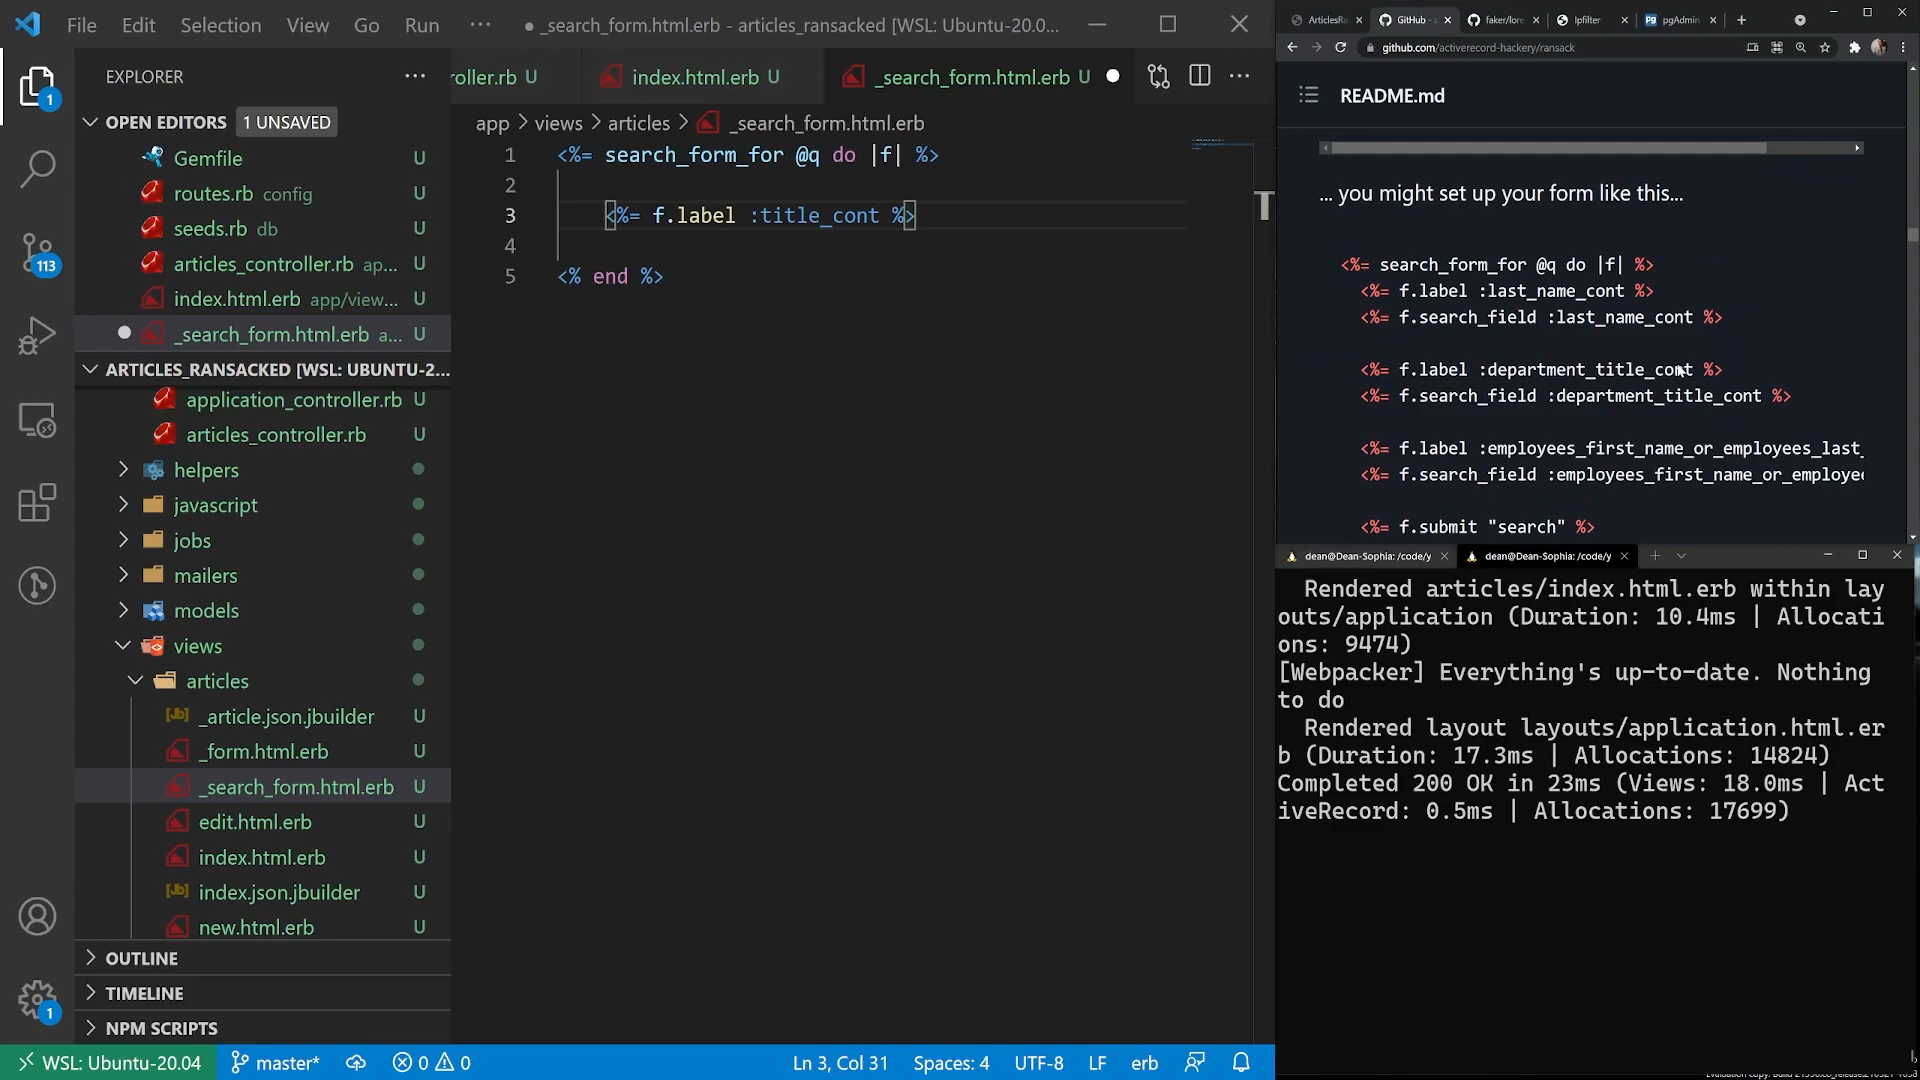 File Edit Selection View Go Run ··· ● _search_form.html.erb - articles_ransacked [WSL: Ubuntu-20.0...
EXPLORER
OPEN EDITORS 1 UNSAVED
Gemfile U
routes.rb config U
seeds.rb db U
articles_controller.rb ap... U
index.html.erb app/view... U
_search_form.html.erb a... U
ARTICLES_RANSACKED [WSL: UBUNTU-2...
application_controller.rb U
articles_controller.rb U
helpers
javascript
jobs
mailers
models
views
articles
_article.json.jbuilder U
_form.html.erb U
_search_form.html.erb U
edit.html.erb U
index.html.erb U
index.json.jbuilder U
new.html.erb U
OUTLINE
TIMELINE
NPM SCRIPTS
1
113
1
oller.rb U index.html.erb U _search_form.html.erb U
app > views > articles > _search_form.html.erb
1 <%= search_form_for @q do |f| %>
2
3 <%= f.label :title_cont %>
4
5 <% end %>
WSL: Ubuntu-20.04 master* 0 0 Ln 3, Col 31 Spaces: 4 UTF-8 LF erb
ArticlesRa GitHub - a faker/lore lpfilter pgAdmin
github.com/activerecord-hackery/ransack
README.md
... you might set up your form like this...
<%= search_form_for @q do |f| %>
<%= f.label :last_name_cont %>
<%= f.search_field :last_name_cont %>
<%= f.label :department_title_cont %>
<%= f.search_field :department_title_cont %>
<%= f.label :employees_first_name_or_employees_last_
<%= f.search_field :employees_first_name_or_employee
<%= f.submit "search" %>
dean@Dean-Sophia: /code/y dean@Dean-Sophia: /code/y
Rendered articles/index.html.erb within lay
outs/application (Duration: 10.4ms | Allocati
ons: 9474)
[Webpacker] Everything's up-to-date. Nothing
to do
Rendered layout layouts/application.html.er
b (Duration: 17.3ms | Allocations: 14824)
Completed 200 OK in 23ms (Views: 18.0ms | Act
iveRecord: 0.5ms | Allocations: 17699)